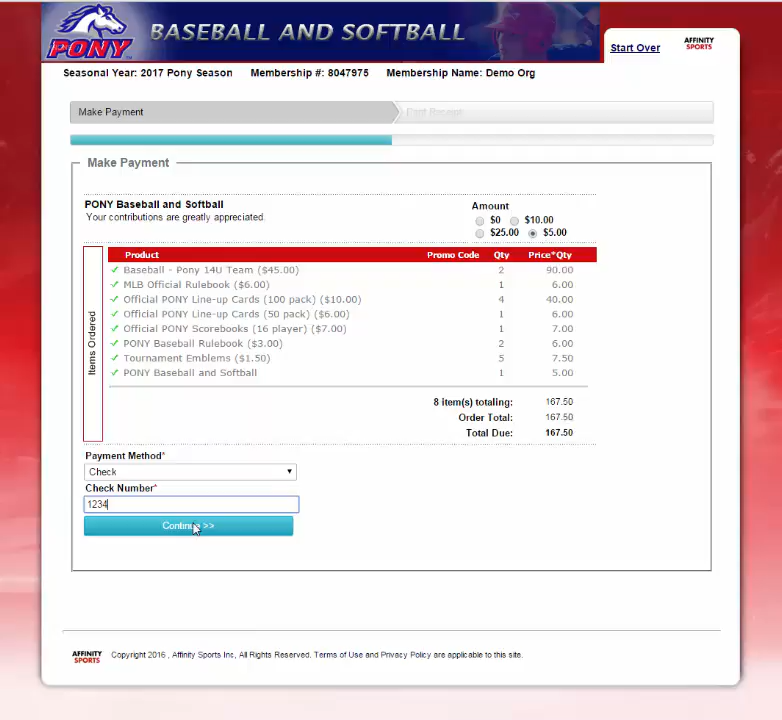 PONY BASEBALL AND SOFTBALL
Start Over
AFFINITY SPORTS
Seasonal Year: 2017 Pony Season Membership #: 8047975 Membership Name: Demo Org
Make Payment Print Receipt
Make Payment
PONY Baseball and Softball
Your contributions are greatly appreciated.
Amount
$0 $10.00
$25.00 $5.00
Items Ordered
Product Promo Code Qty Price*Qty
Baseball - Pony 14U Team ($45.00) 2 90.00
MLB Official Rulebook ($6.00) 1 6.00
Official PONY Line-up Cards (100 pack) ($10.00) 4 40.00
Official PONY Line-up Cards (50 pack) ($6.00) 1 6.00
Official PONY Scorebooks (16 player) ($7.00) 1 7.00
PONY Baseball Rulebook ($3.00) 2 6.00
Tournament Emblems ($1.50) 5 7.50
PONY Baseball and Softball 1 5.00
8 item(s) totaling: 167.50
Order Total: 167.50
Total Due: 167.50
Payment Method*
Check
Check Number*
1234
Continue >>
AFFINITY SPORTS Copyright 2016 , Affinity Sports Inc, All Rights Reserved. Terms of Use and Privacy Policy are applicable to this site.